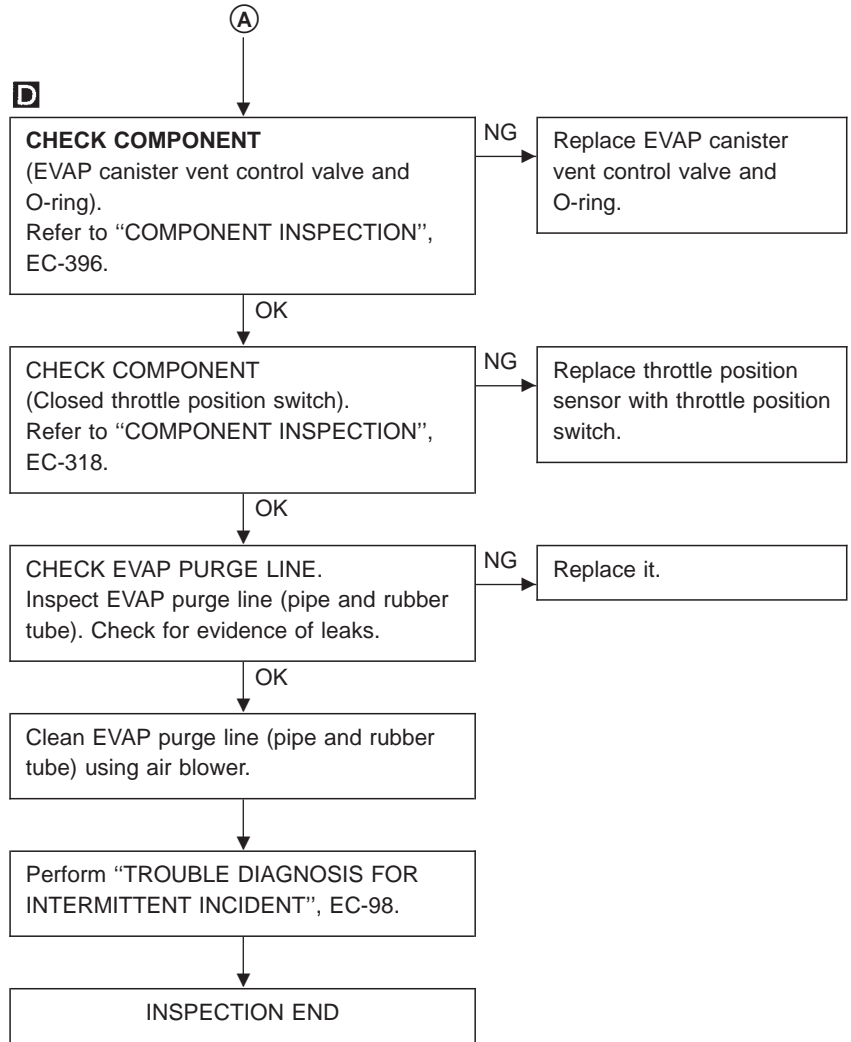 A
D
CHECK COMPONENT
(EVAP canister vent control valve and
O-ring).
Refer to “COMPONENT INSPECTION’’,
EC-396.
NG
Replace EVAP canister
vent control valve and
O-ring.
OK
CHECK COMPONENT
(Closed throttle position switch).
Refer to “COMPONENT INSPECTION’’,
EC-318.
NG
Replace throttle position
sensor with throttle position
switch.
OK
CHECK EVAP PURGE LINE.
Inspect EVAP purge line (pipe and rubber
tube). Check for evidence of leaks.
NG
Replace it.
OK
Clean EVAP purge line (pipe and rubber
tube) using air blower.
Perform “TROUBLE DIAGNOSIS FOR
INTERMITTENT INCIDENT’’, EC-98.
INSPECTION END